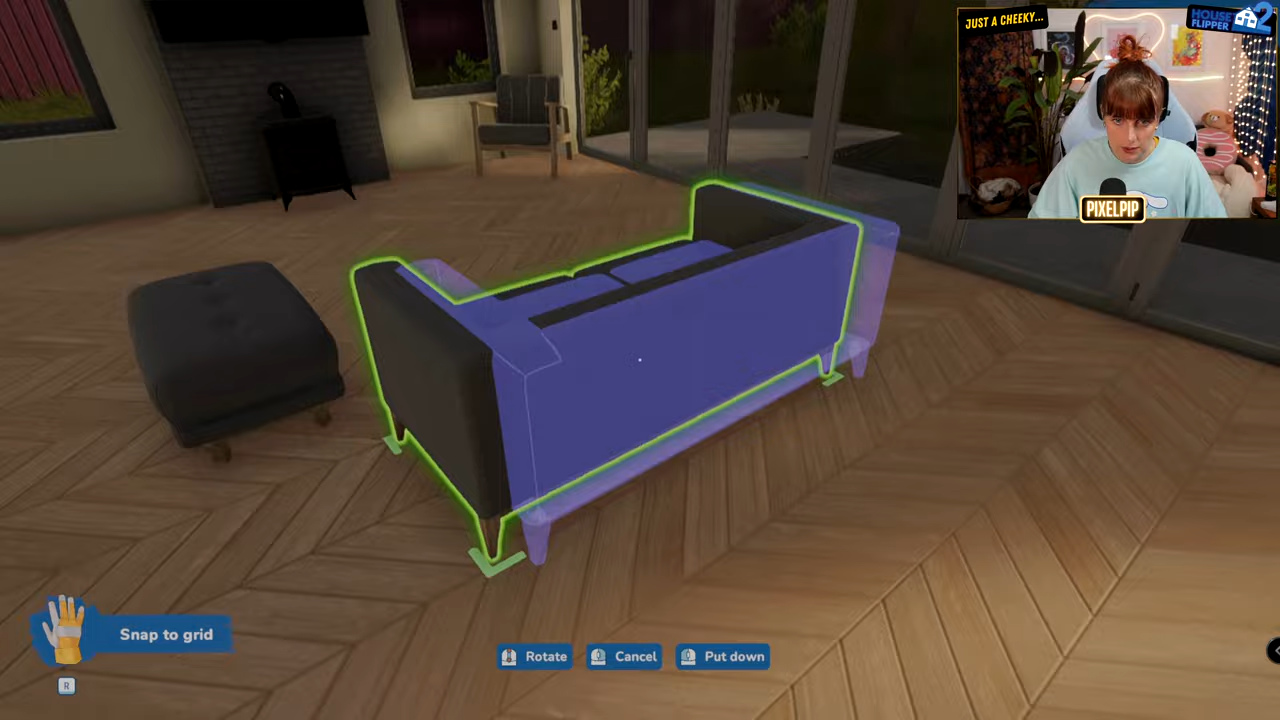 JUST A CHEEKY...
HOUSE
FLIPPER
2
PIXELPIP
Snap to grid
R
Rotate
Cancel
Put down